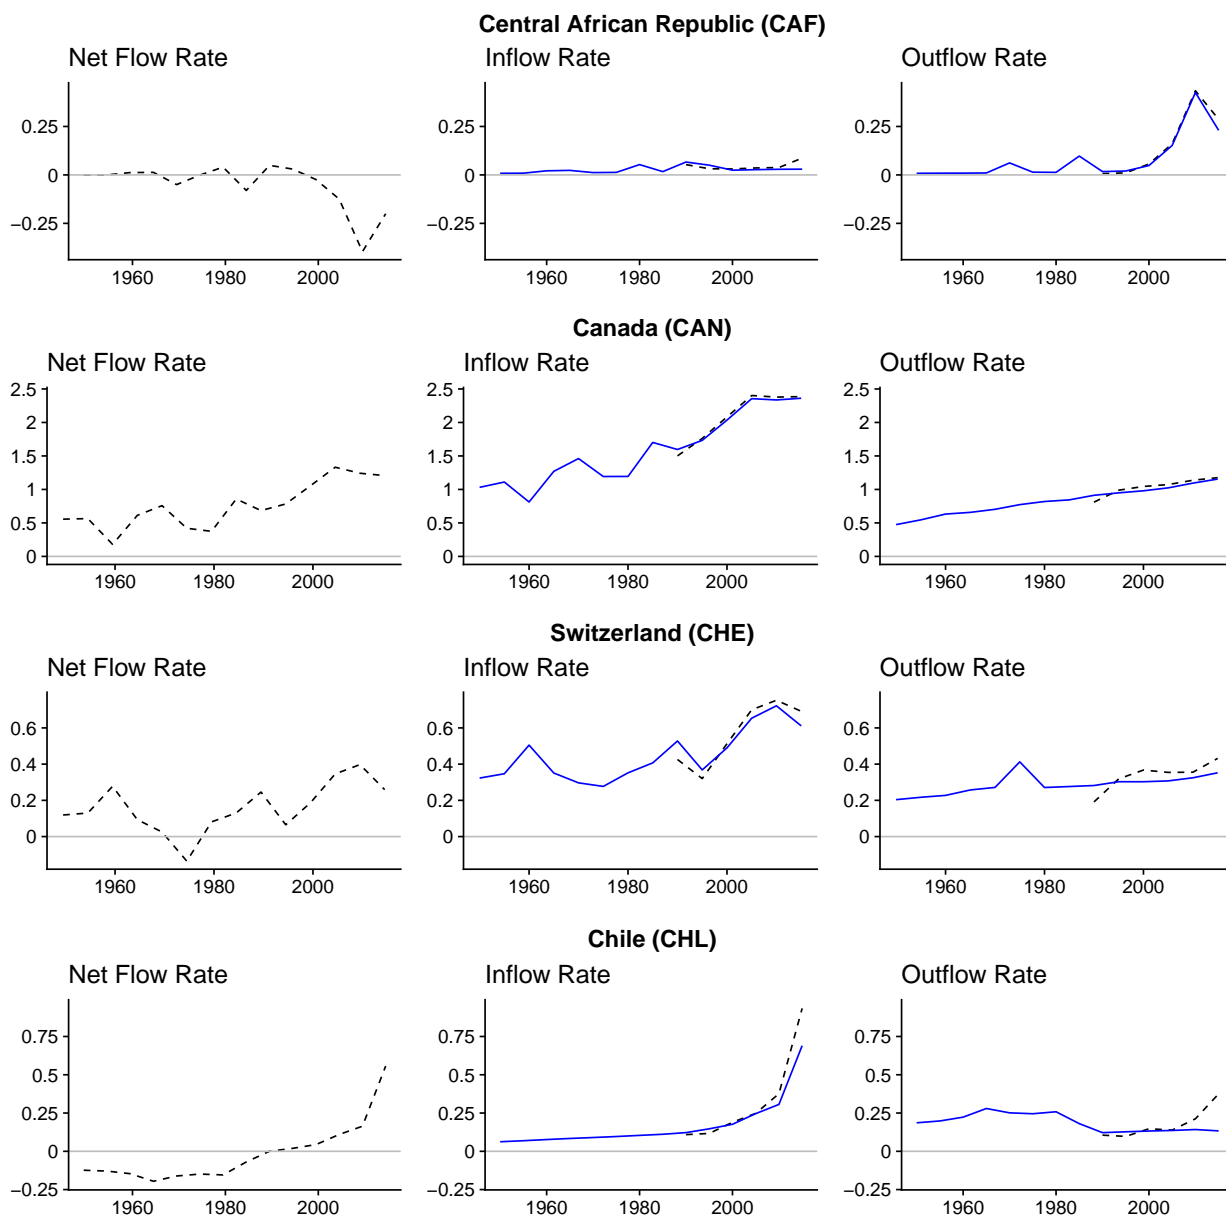 Central African Republic (CAF)
Net Flow Rate Inflow Rate Outflow Rate
0.25 0.25 0.25
0 0 0
−0.25 −0.25 −0.25
1960 1980 2000 1960 1980 2000 1960 1980 2000
Canada (CAN)
Net Flow Rate Inflow Rate Outflow Rate
2.5 2.5 2.5
2 2 2
1.5 1.5 1.5
1 1 1
0.5 0.5 0.5
0 0 0
1960 1980 2000 1960 1980 2000 1960 1980 2000
Switzerland (CHE)
Net Flow Rate Inflow Rate Outflow Rate
0.6 0.6 0.6
0.4 0.4 0.4
0.2 0.2 0.2
0 0 0
1960 1980 2000 1960 1980 2000 1960 1980 2000
Chile (CHL)
Net Flow Rate Inflow Rate Outflow Rate
0.75 0.75 0.75
0.5 0.5 0.5
0.25 0.25 0.25
0 0 0
−0.25 −0.25 −0.25
1960 1980 2000 1960 1980 2000 1960 1980 2000